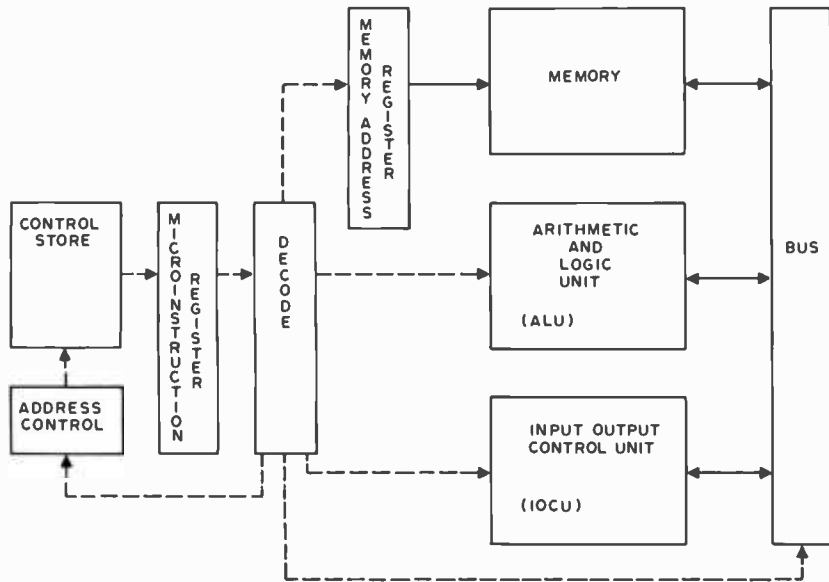 MEMORY ADDRESS
REGISTER
MEMORY
CONTROL
STORE
MICROINSTRUCTION
REGISTER
DECODE
ARITHMETIC
AND
LOGIC
UNIT
(ALU)
BUS
ADDRESS
CONTROL
INPUT OUTPUT
CONTROL UNIT
(IOCU)